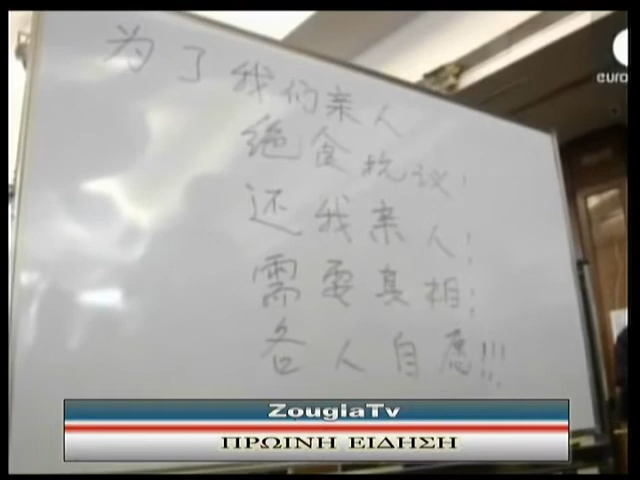 为了我们亲人
绝食抗议!
还我亲人!
需要真相!
各人自愿!!!
euro
ZougiaTv
ΠΡΩΙΝΗ ΕΙΔΗΣΗ